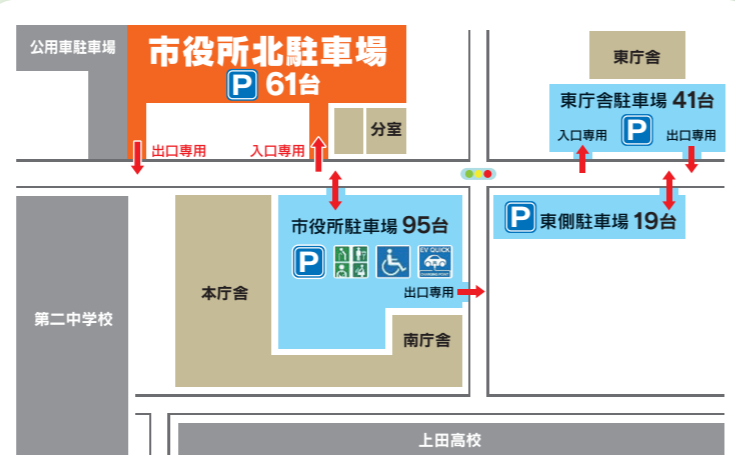 公用車駐車場
市役所北駐車場
P 61台
分室
出口専用
入口専用
東庁舎
東庁舎駐車場 41台
入口専用
P
出口専用
市役所駐車場 95台
P
EV QUICK
出口専用
P 東側駐車場 19台
本庁舎
南庁舎
第二中学校
上田高校